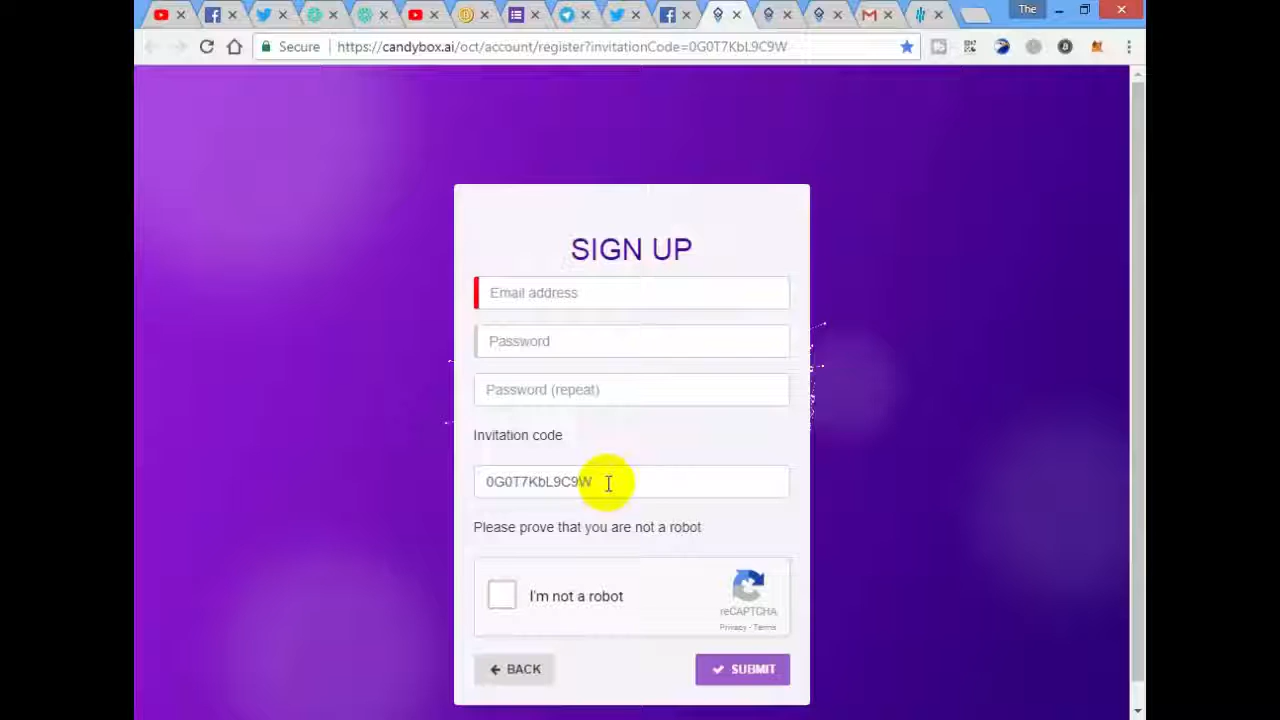 The
Secure
https://candybox.ai/oct/account/register?invitationCode=0G0T7KbL9C9W
SIGN UP
Email address
Password
Password (repeat)
Invitation code
0G0T7KbL9C9W
Please prove that you are not a robot
I'm not a robot
reCAPTCHA
Privacy - Terms
BACK
SUBMIT